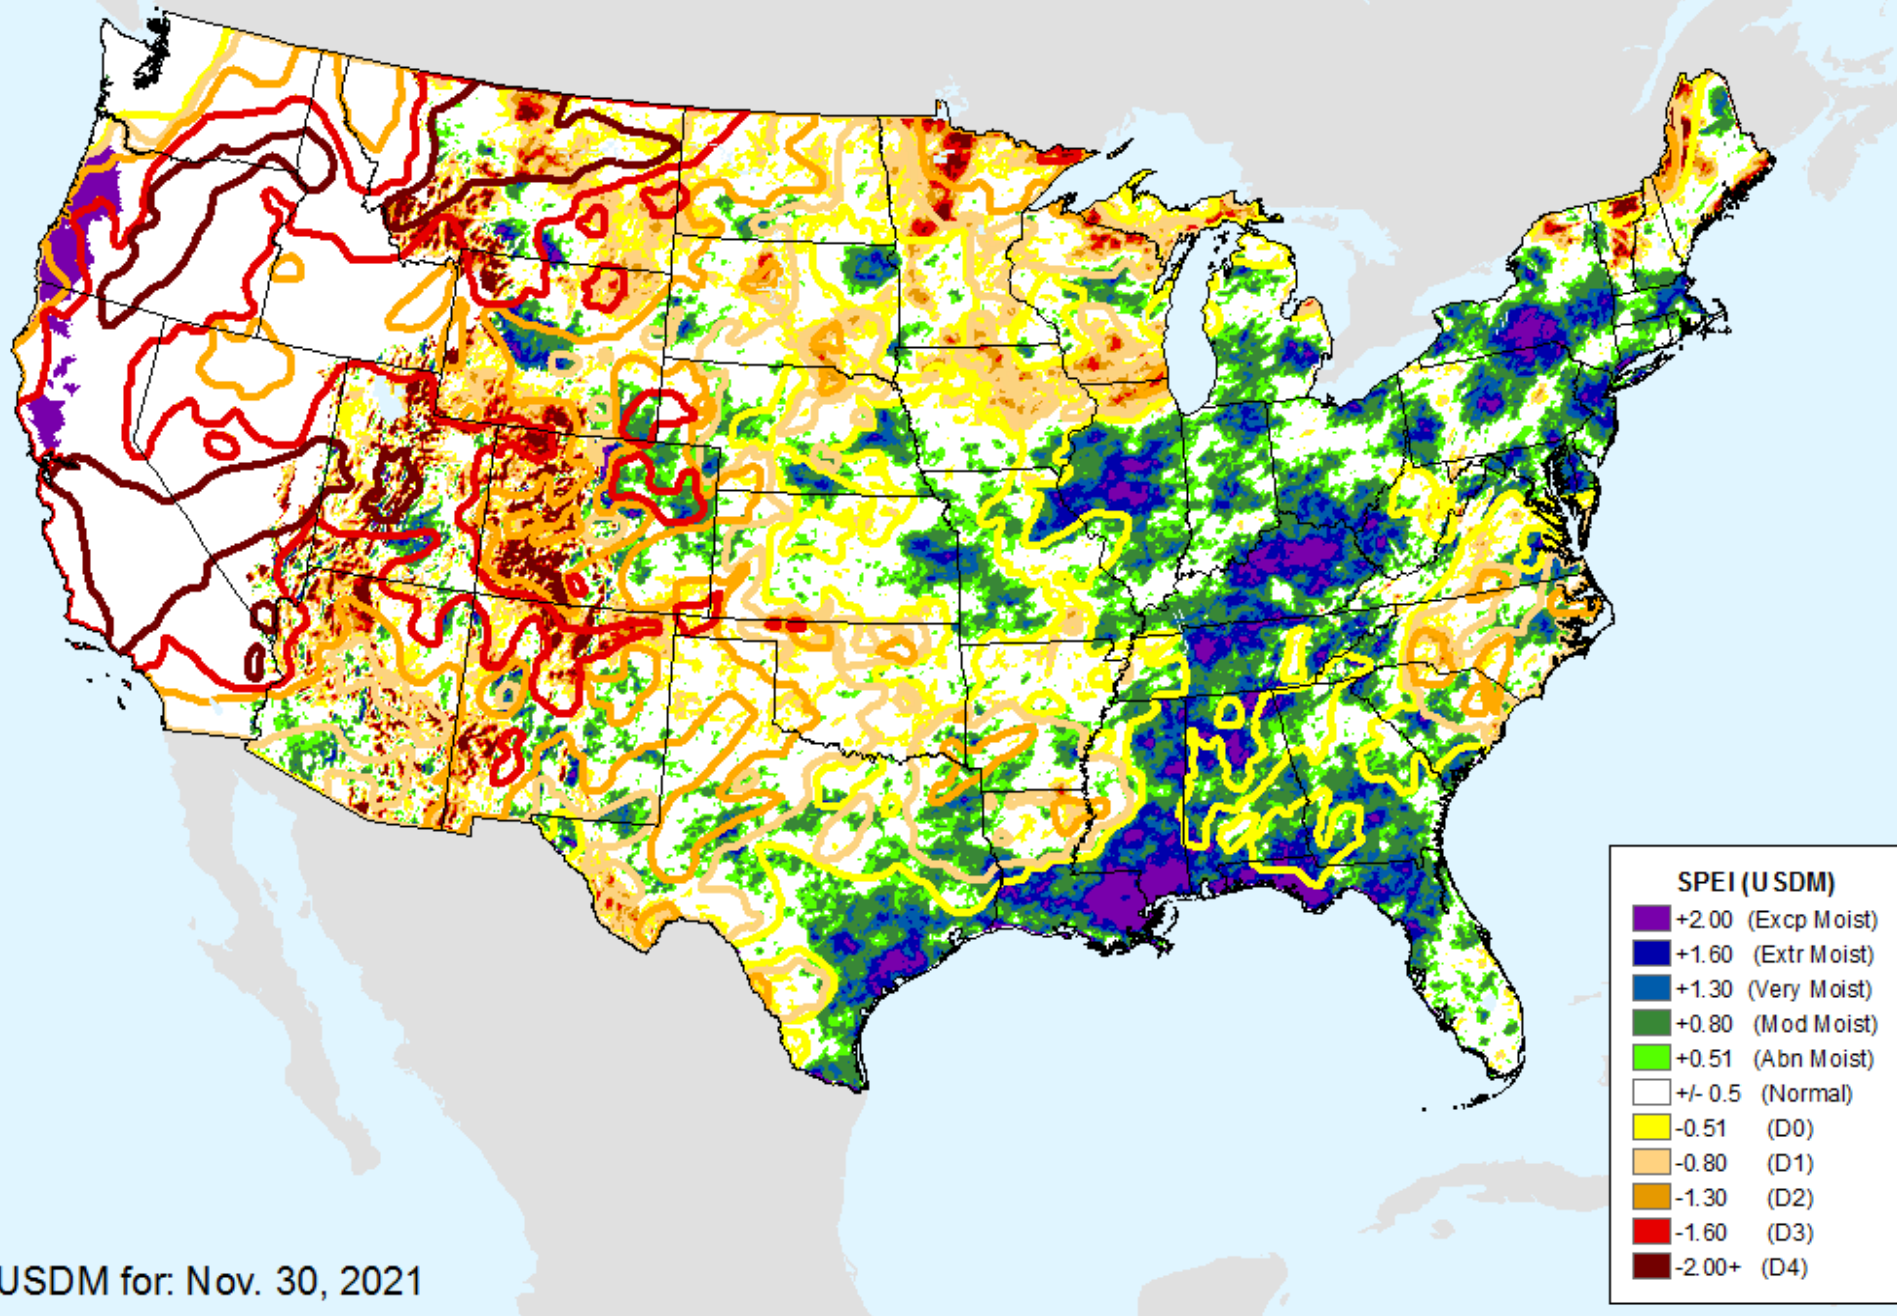 SPEI (USDM)
+2.00 (Excp Moist)
+1.60 (Extr Moist)
+1.30 (Very Moist)
+0.80 (Mod Moist)
+0.51 (Abn Moist)
+/- 0.5 (Normal)
-0.51 (D0)
-0.80 (D1)
-1.30 (D2)
-1.60 (D3)
-2.00+ (D4)
USDM for: Nov. 30, 2021